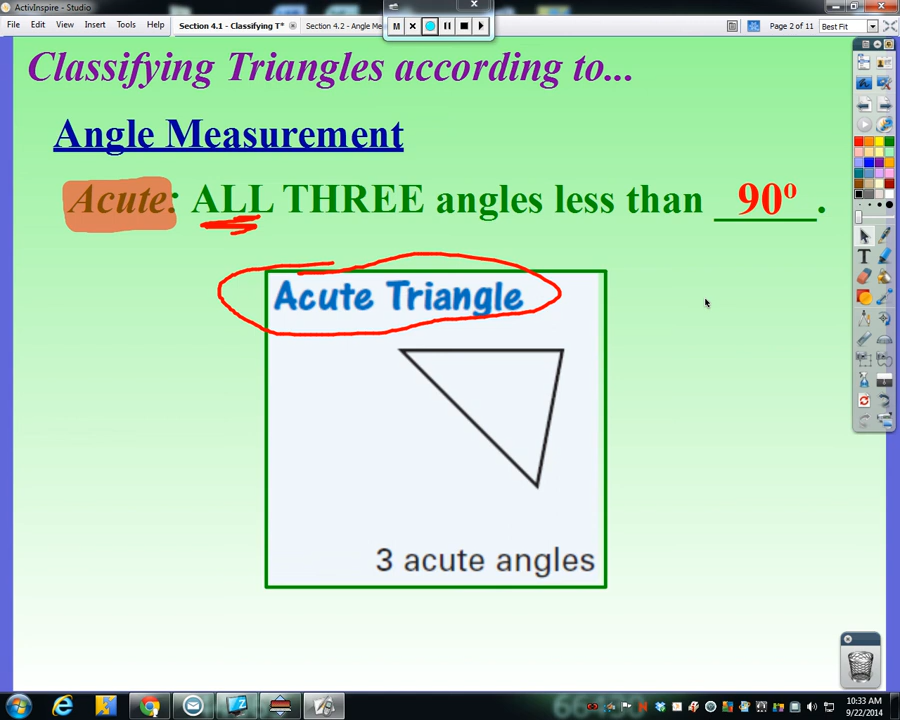 ActivInspire - Studio
File Edit View Insert Tools Help
Section 4.1 - Classifying T*
Section 4.2 - Angle Me
M
Page 2 of 11
Best Fit
Classifying Triangles according to...
Angle Measurement
Acute: ALL THREE angles less than 90º.
Acute Triangle
3 acute angles
10:33 AM
9/22/2014